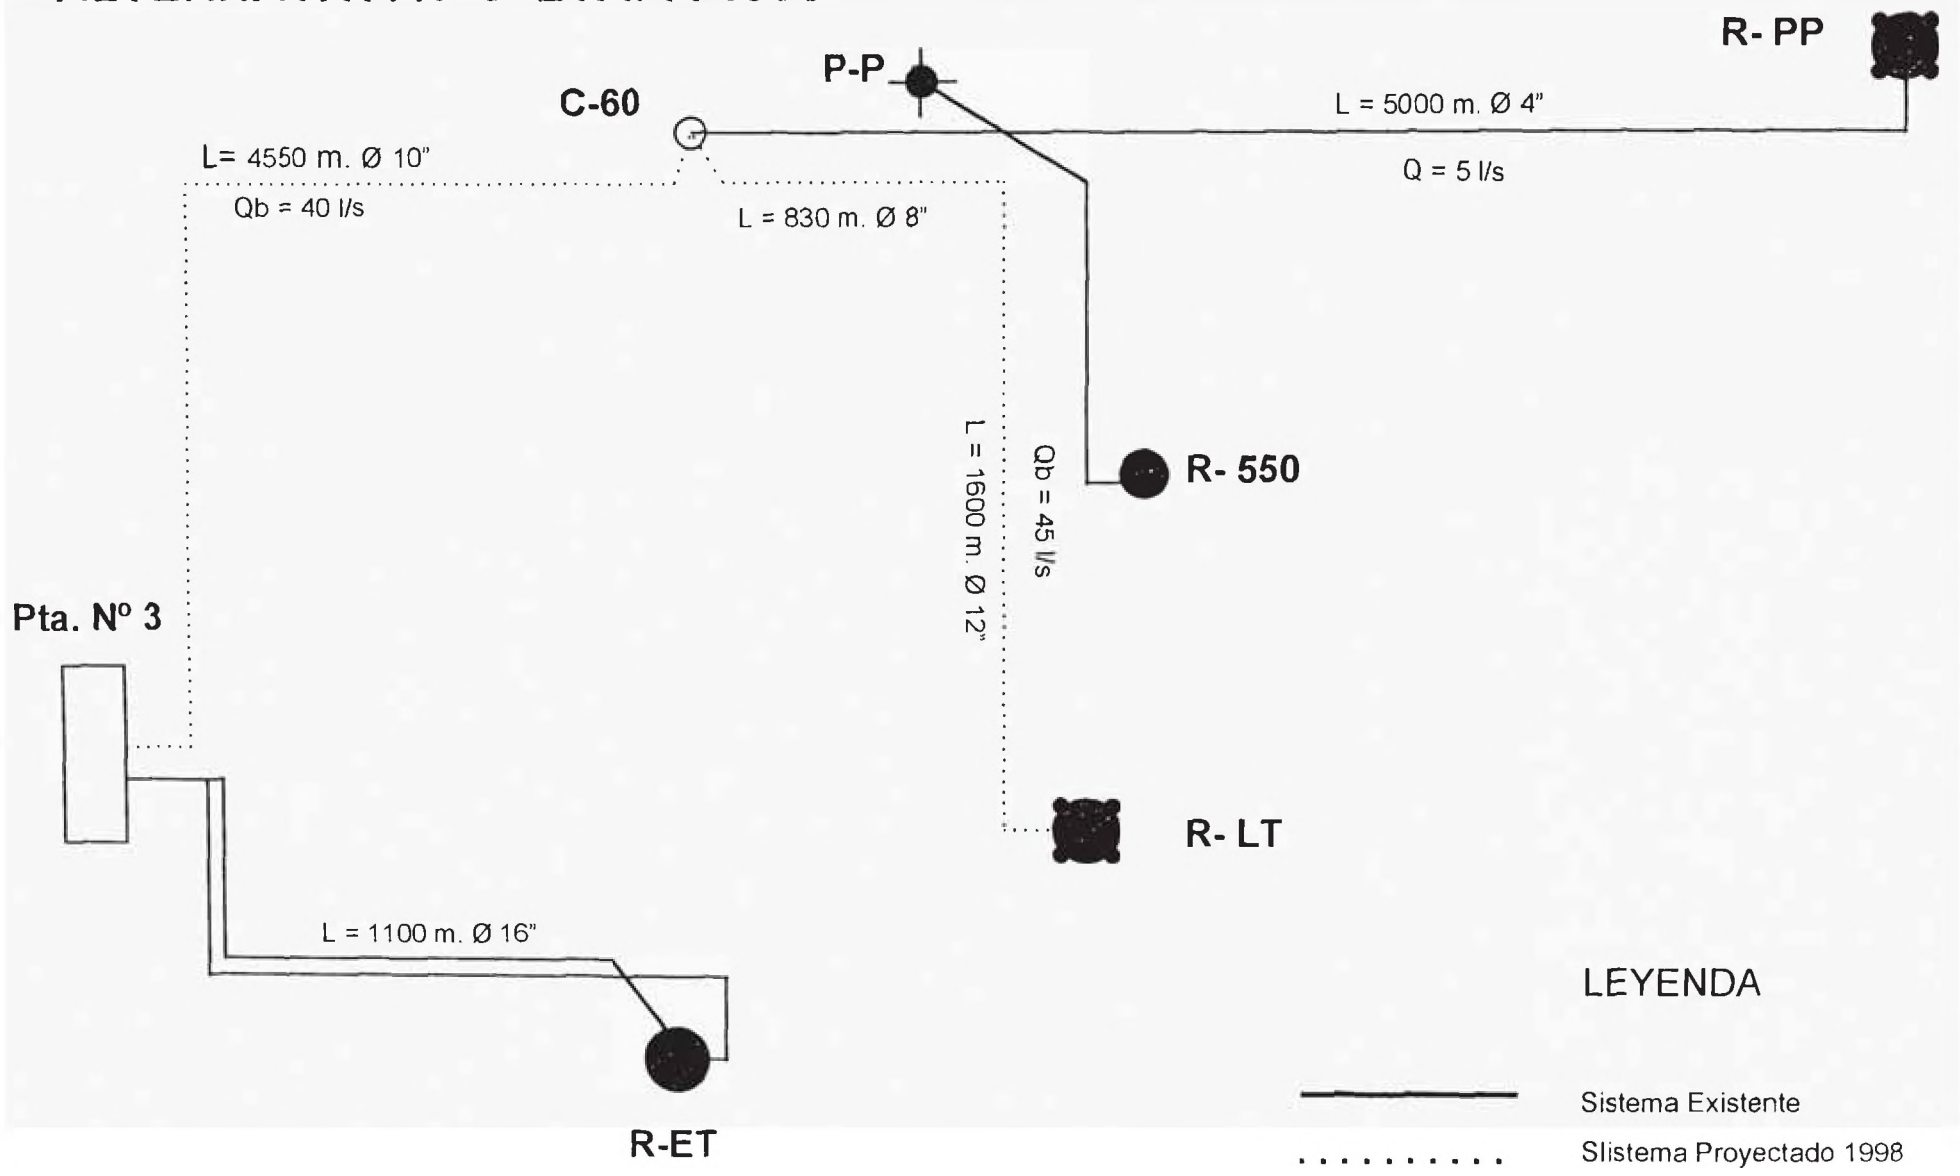 R- PP
P-P
C-60
L = 5000 m. Ø 4”
L= 4550 m. Ø 10”
Q = 5 l/s
Qb = 40 l/s
L = 830 m. Ø 8”
L = 1600 m. Ø 12”
Qb = 45 l/s
R- 550
Pta. Nº 3
R- LT
L = 1100 m. Ø 16”
LEYENDA
Sistema Existente
R-ET
SIistema Proyectado 1998